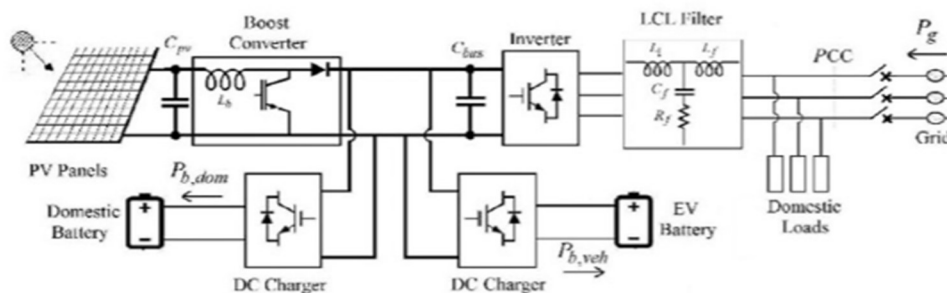 Boost
Converter
C_pv
L_b
C_bus
Inverter
LCL Filter
L_i
L_f
C_f
R_f
PCC
P_g
Grid
PV Panels
P_b,dom
Domestic
Battery
DC Charger
DC Charger
P_b,veh
EV
Battery
Domestic
Loads